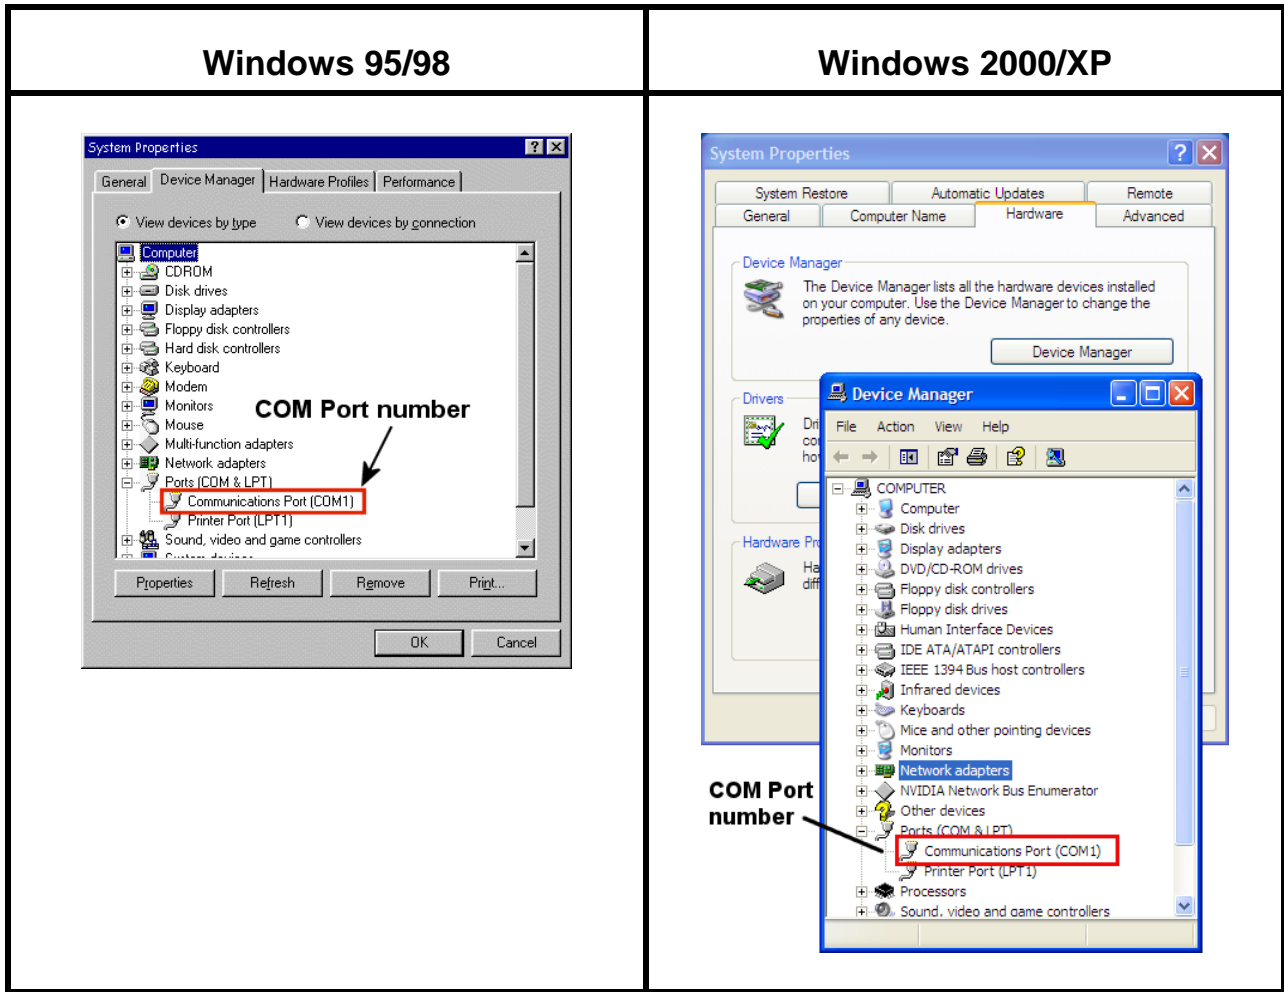 Windows 95/98
Windows 2000/XP
System Properties
General Device Manager Hardware Profiles Performance
View devices by type View devices by connection
Computer
CDROM
Disk drives
Display adapters
Floppy disk controllers
Hard disk controllers
Keyboard
Modem
Monitors
Mouse
Multi-function adapters
Network adapters
Ports (COM & LPT)
Communications Port (COM1)
Printer Port (LPT1)
Sound, video and game controllers
System devices
COM Port number
Properties Refresh Remove Print...
OK Cancel
System Properties
System Restore Automatic Updates Remote
General Computer Name Hardware Advanced
Device Manager
The Device Manager lists all the hardware devices installed
on your computer. Use the Device Manager to change the
properties of any device.
Device Manager
Drivers
Hardware
Device Manager
File Action View Help
COMPUTER
Computer
Disk drives
Display adapters
DVD/CD-ROM drives
Floppy disk controllers
Floppy disk drives
Human Interface Devices
IDE ATA/ATAPI controllers
IEEE 1394 Bus host controllers
Infrared devices
Keyboards
Mice and other pointing devices
Monitors
Network adapters
NVIDIA Network Bus Enumerator
Other devices
Ports (COM & LPT)
Communications Port (COM1)
Printer Port (LPT1)
Processors
Sound, video and game controllers
COM Port
number